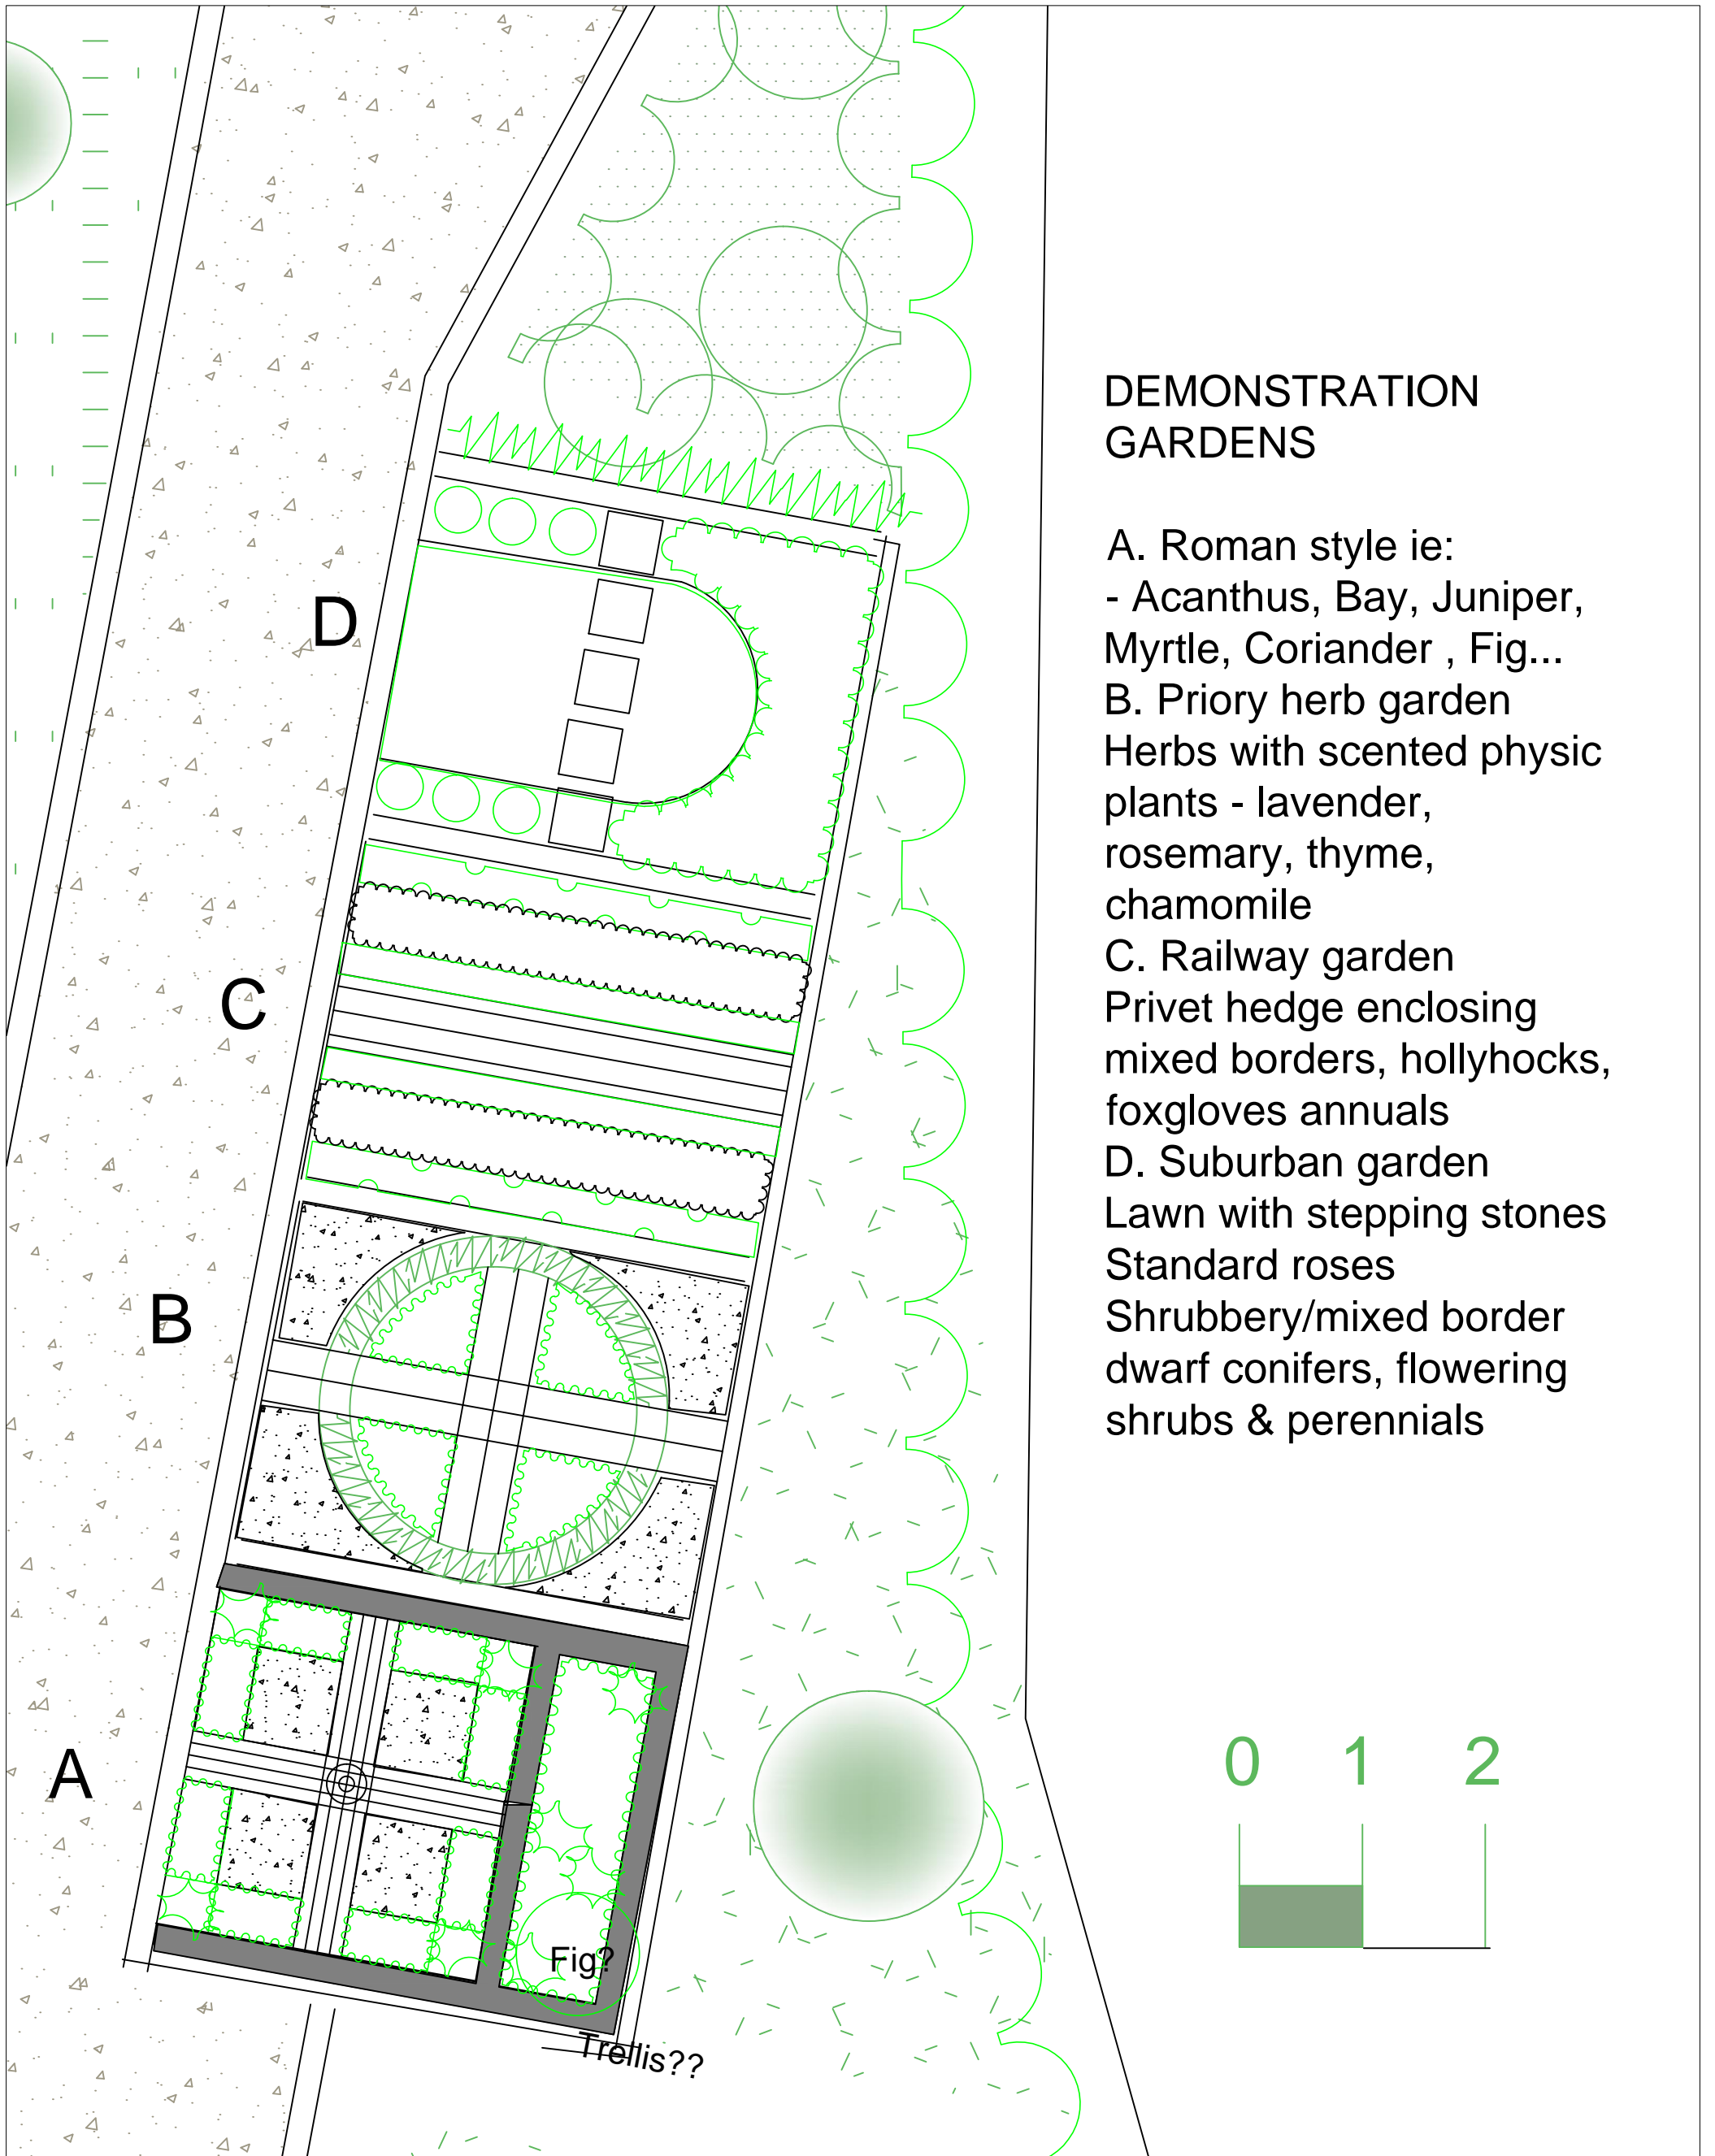 DEMONSTRATION
GARDENS
A. Roman style ie:
- Acanthus, Bay, Juniper,
Myrtle, Coriander , Fig...
B. Priory herb garden
Herbs with scented physic
plants - lavender,
rosemary, thyme,
chamomile
C. Railway garden
Privet hedge enclosing
mixed borders, hollyhocks,
foxgloves annuals
D. Suburban garden
Lawn with stepping stones
Standard roses
Shrubbery/mixed border
dwarf conifers, flowering
shrubs & perennials
D
C
B
A
Fig?
Trellis??
0 1 2